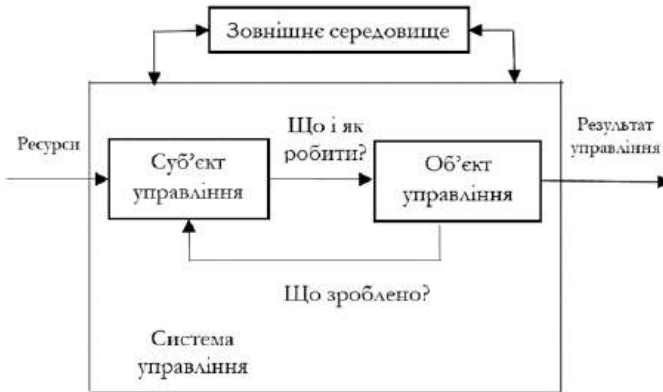 Зовнішнє середовище
Ресурси
Суб'єкт
управління
Що і як
робити?
Об'єкт
управління
Результат
управління
Що зроблено?
Система
управління